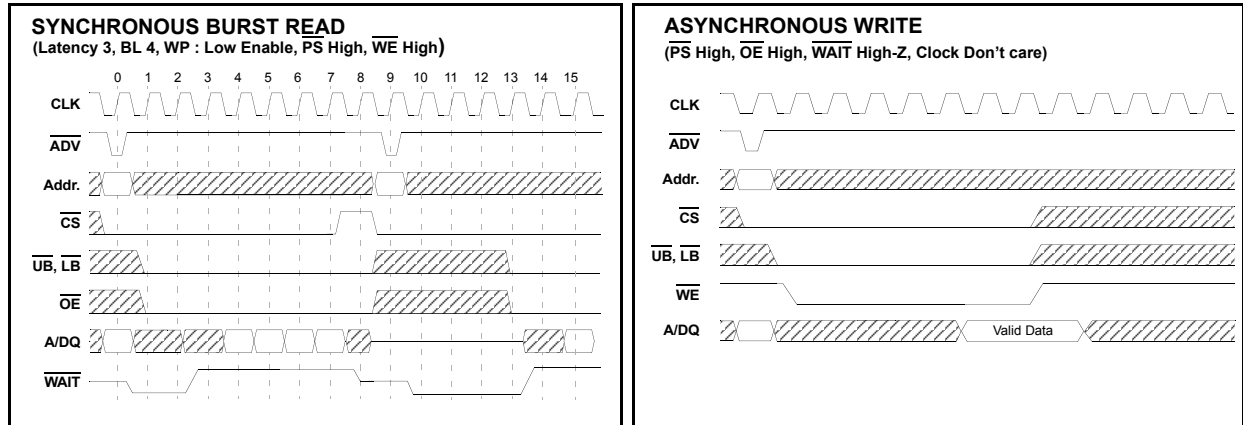 SYNCHRONOUS BURST READ
(Latency 3, BL 4, WP : Low Enable, PS High, WE High)
0 1 2 3 4 5 6 7 8 9 10 11 12 13 14 15
CLK
ADV
Addr.
CS
UB, LB
OE
A/DQ
WAIT
ASYNCHRONOUS WRITE
(PS High, OE High, WAIT High-Z, Clock Don't care)
CLK
ADV
Addr.
CS
UB, LB
WE
A/DQ
Valid Data